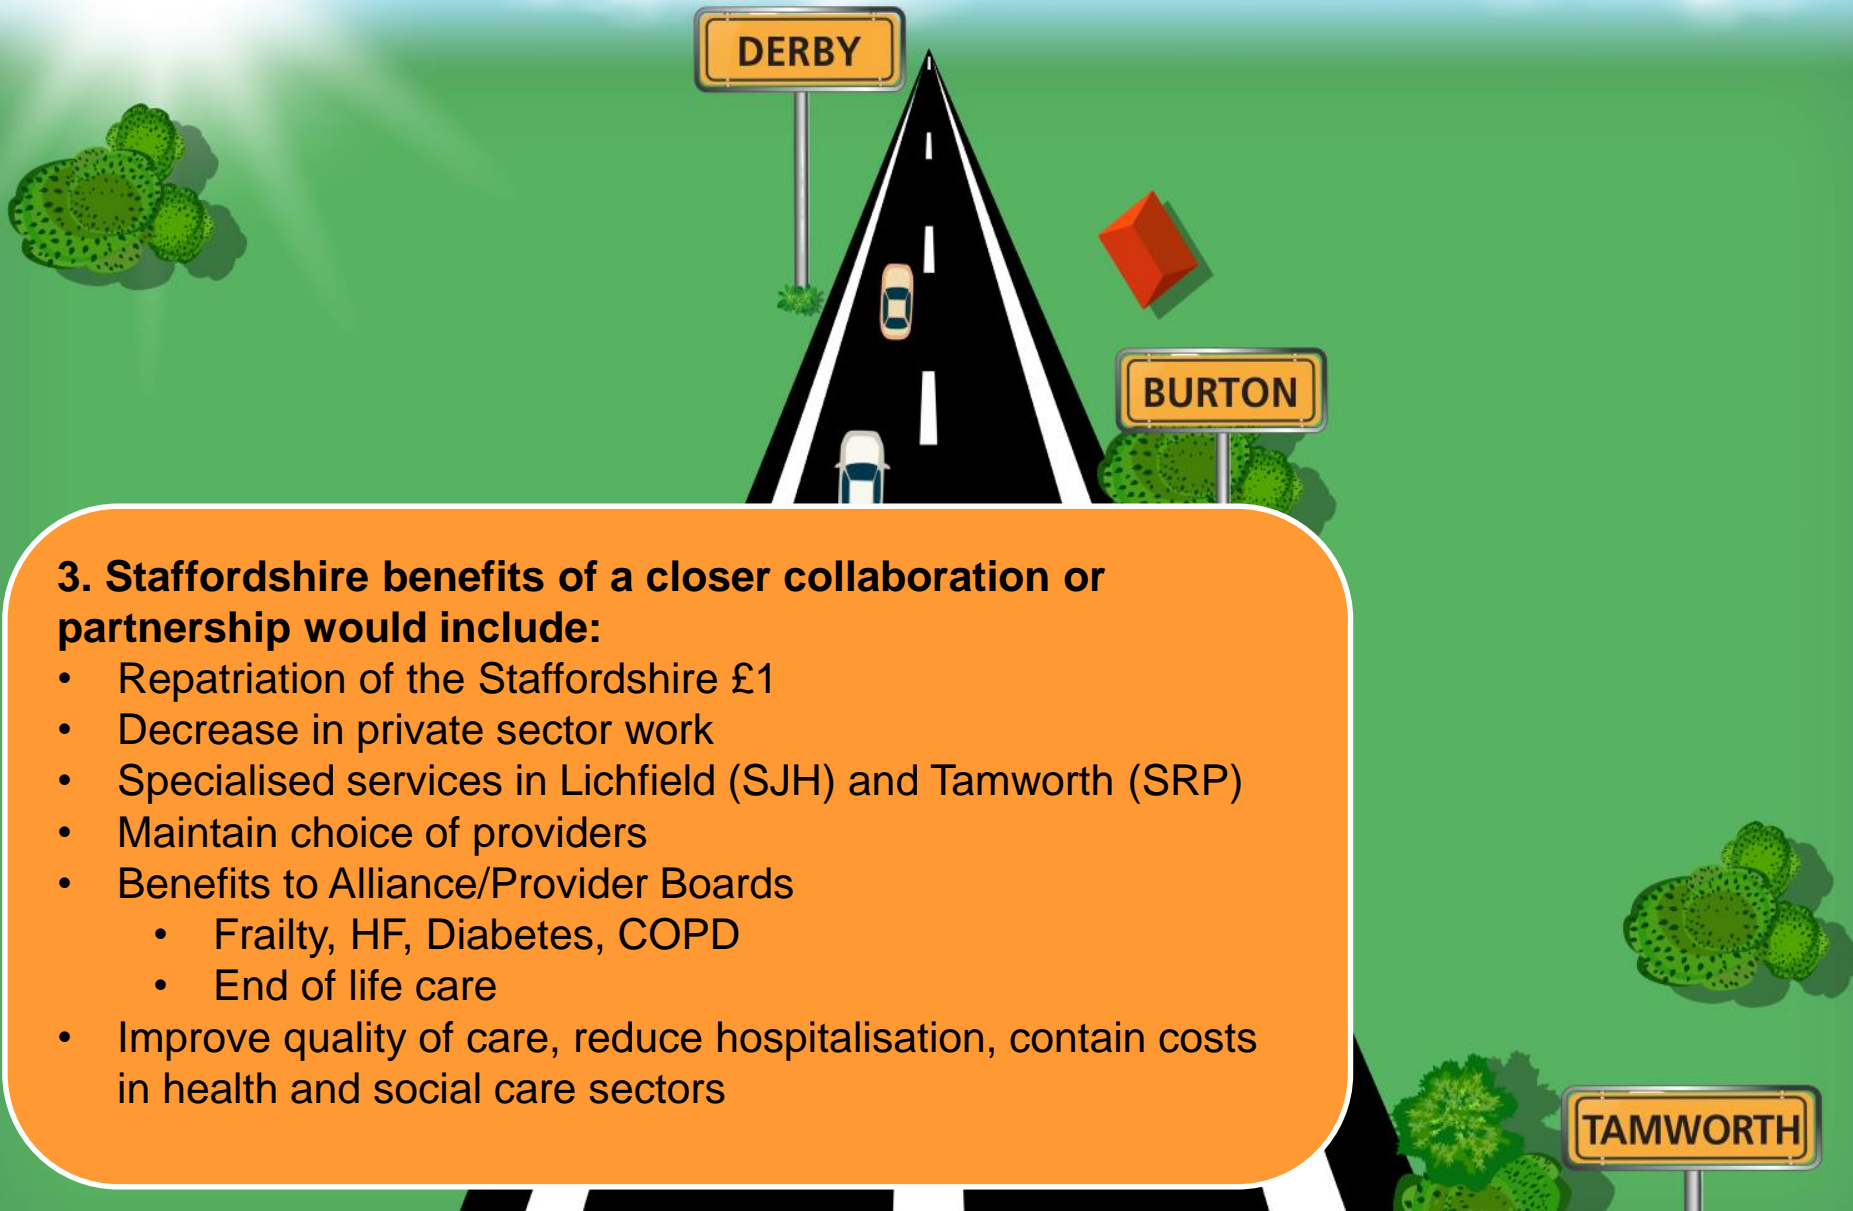 DERBY
BURTON
3. Staffordshire benefits of a closer collaboration or
partnership would include:
• Repatriation of the Staffordshire £1
• Decrease in private sector work
• Specialised services in Lichfield (SJH) and Tamworth (SRP)
• Maintain choice of providers
• Benefits to Alliance/Provider Boards
• Frailty, HF, Diabetes, COPD
• End of life care
• Improve quality of care, reduce hospitalisation, contain costs
in health and social care sectors
TAMWORTH